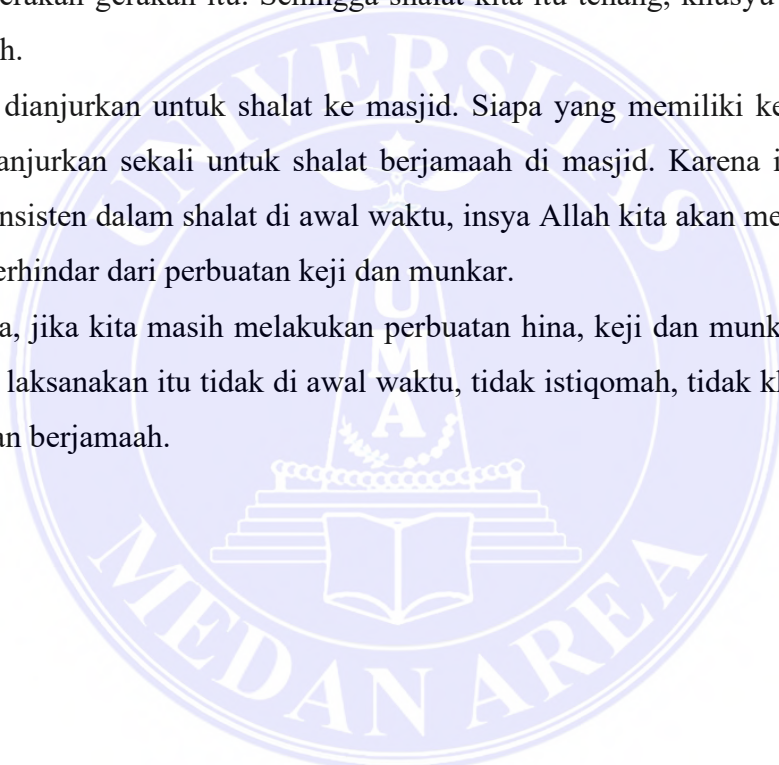 gerakan itu. Sehingga shalat kita itu tenang, khusyu
h.
dianjurkan untuk shalat ke masjid. Siapa yang memiliki ke
anjurkan sekali untuk shalat berjamaah di masjid. Karena i
nsisten dalam shalat di awal waktu, insya Allah kita akan me
erhindar dari perbuatan keji dan munkar.
a, jika kita masih melakukan perbuatan hina, keji dan munk
laksanakan itu tidak di awal waktu, tidak istiqomah, tidak kh
an berjamaah.
UNIVERSITAS
UMA
MEDAN AREA